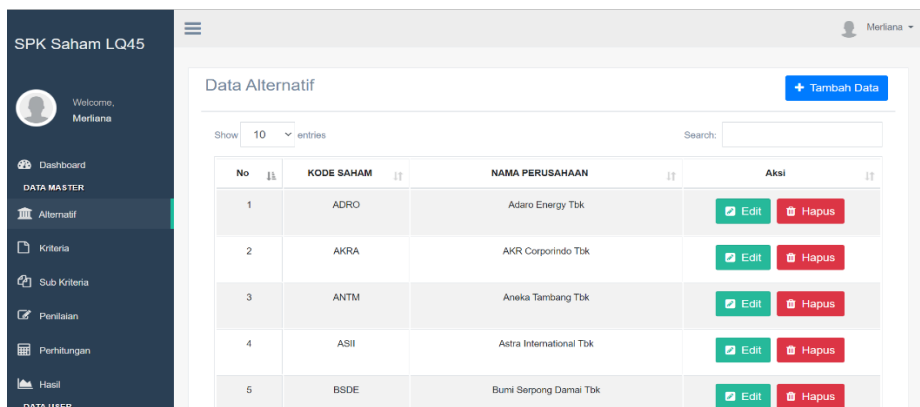 SPK Saham LQ45
Welcome,
Merliana
Dashboard
DATA MASTER
Alternatif
Kriteria
Sub Kriteria
Penilaian
Perhitungan
Hasil
DATA USER
Merliana
Data Alternatif
+ Tambah Data
Show 10 entries Search:
No KODE SAHAM NAMA PERUSAHAAN Aksi
1 ADRO Adaro Energy Tbk Edit Hapus
2 AKRA AKR Corporindo Tbk Edit Hapus
3 ANTM Aneka Tambang Tbk Edit Hapus
4 ASII Astra International Tbk Edit Hapus
5 BSDE Bumi Serpong Damai Tbk Edit Hapus